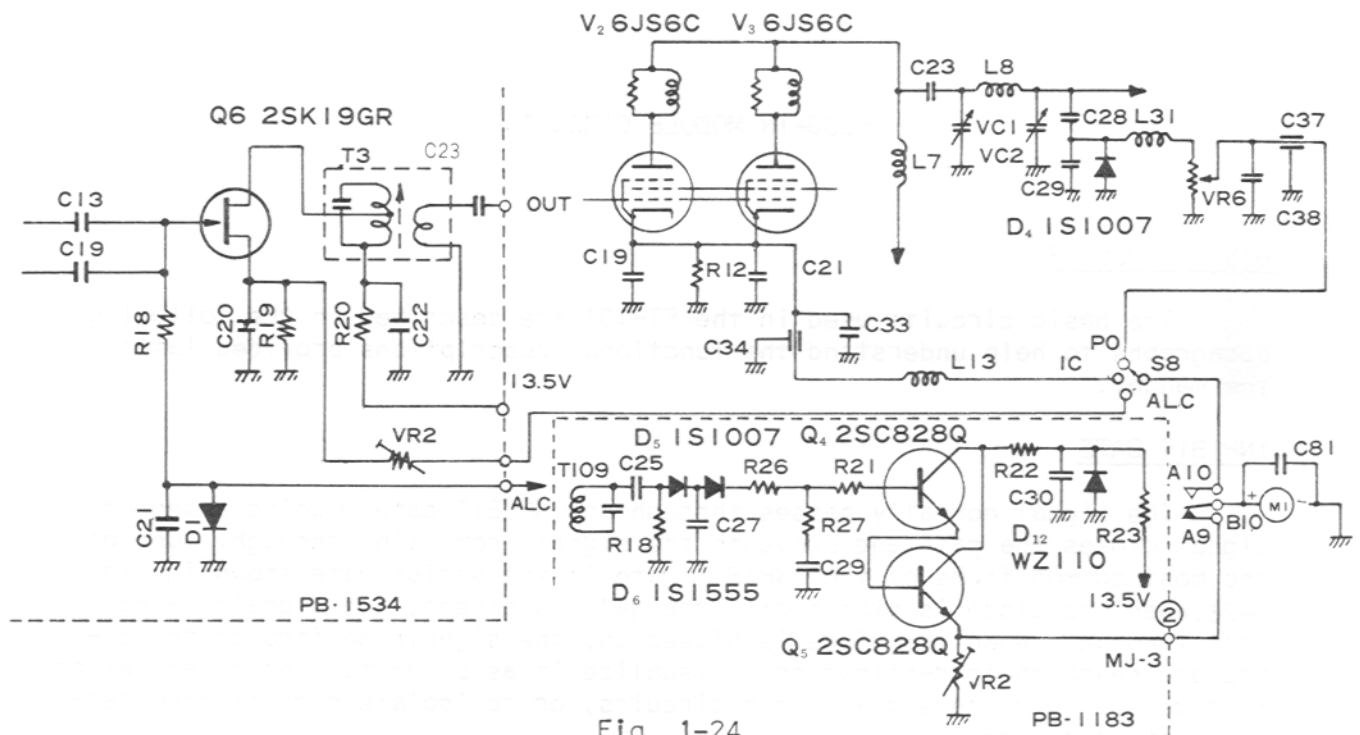 V2 6JS6C V3 6JS6C
C23 L8
Q6 2SK19GR
T3 C23
C28 L31 C37
VC1
L7
VC2
C13
OUT
C29
VR6
C19
D4 1S1007
C38
C19 R12 C21
R18 C20 R19 R20 C22
C33
C34
PO
IC S8
L13
13.5V
ALC
VR2
D5 1S1007 Q4 2SC828Q
C81
T109 C25 R26 R21 R22 A10
ALC
C30 + M1 -
C21 D1
C27 R27
B10
R18
D12 R23 A9
C29
WZ110
D6 1S1555
PB-1534
13.5V 2
Q5 2SC828Q
MJ-3
VR2
Fig. 1-24
PB-1183